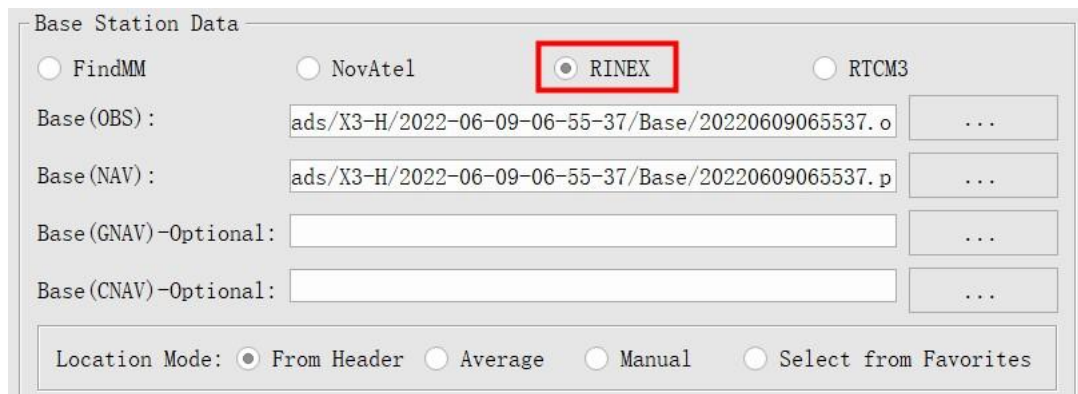 Base Station Data
FindMM NovAtel RINEX RTCM3
Base(OBS): ads/X3-H/2022-06-09-06-55-37/Base/20220609065537.o ...
Base(NAV): ads/X3-H/2022-06-09-06-55-37/Base/20220609065537.p ...
Base(GNAV)-Optional: ...
Base(CNAV)-Optional: ...
Location Mode: From Header Average Manual Select from Favorites